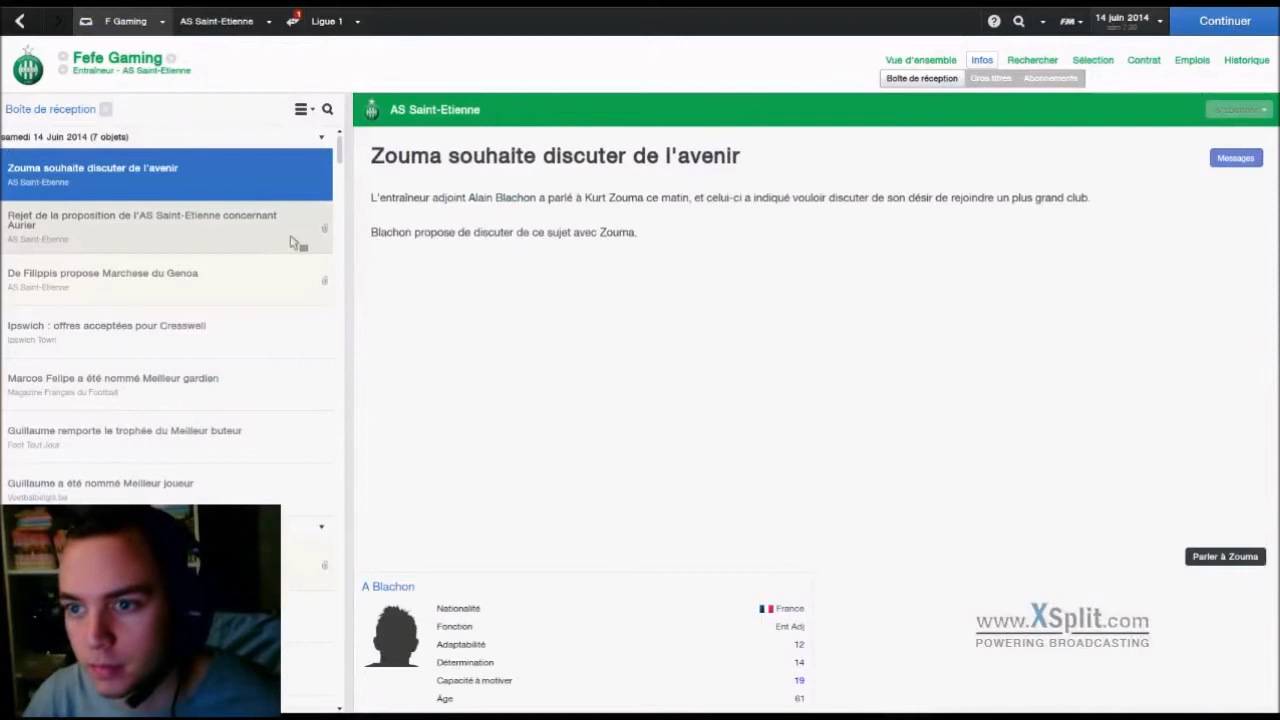 F Gaming
AS Saint-Etienne
1
Ligue 1
FM
14 juin 2014
sam 7:30
Continuer
Fefe Gaming
Entraîneur - AS Saint-Etienne
Vue d'ensemble
Infos
Rechercher
Sélection
Contrat
Emplois
Historique
Boîte de réception
Gros titres
Abonnements
Boîte de réception
AS Saint-Etienne
samedi 14 Juin 2014 (7 objets)
Zouma souhaite discuter de l'avenir
AS Saint-Etienne
Rejet de la proposition de l'AS Saint-Etienne concernant
Aurier
AS Saint-Etienne
De Filippis propose Marchese du Genoa
AS Saint-Etienne
Ipswich : offres acceptées pour Cresswell
Ipswich Town
Marcos Felipe a été nommé Meilleur gardien
Magazine Français du Football
Guillaume remporte le trophée du Meilleur buteur
Foot Tout Jour
Guillaume a été nommé Meilleur joueur
Voetbalbelgië.be
Zouma souhaite discuter de l'avenir
Messages
L'entraîneur adjoint Alain Blachon a parlé à Kurt Zouma ce matin, et celui-ci a indiqué vouloir discuter de son désir de rejoindre un plus grand club.
Blachon propose de discuter de ce sujet avec Zouma.
Parler à Zouma
A Blachon
Nationalité France
Fonction Ent Adj
Adaptabilité 12
Détermination 14
Capacité à motiver 19
Âge 61
www.XSplit.com
POWERING BROADCASTING